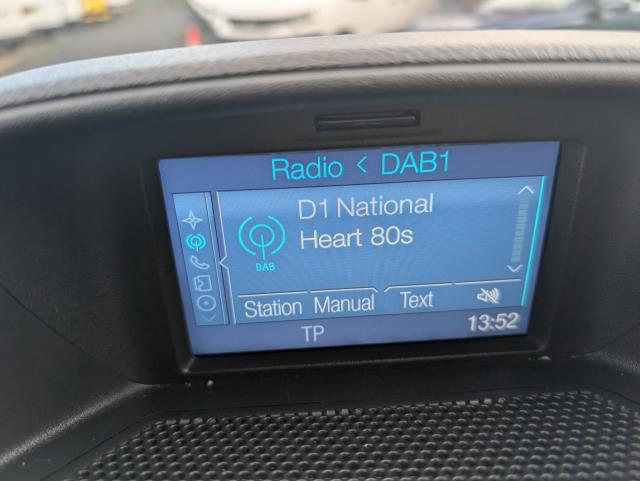 Radio < DAB1
D1 National
Heart 80s
DAB
Station Manual Text
TP 13:52